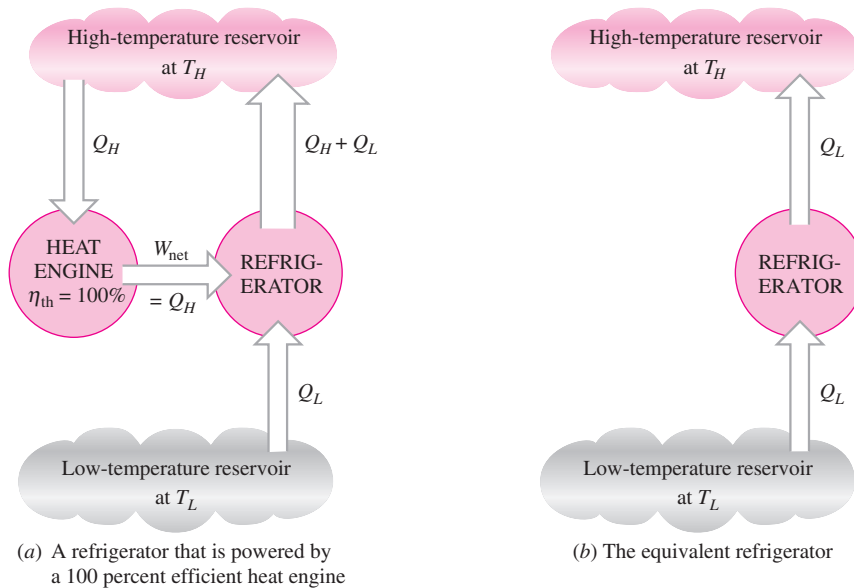 High-temperature reservoir
at T_H
Q_H
Q_H + Q_L
HEAT
ENGINE
η_th = 100%
W_net
= Q_H
REFRIG-
ERATOR
Q_L
Low-temperature reservoir
at T_L
(a) A refrigerator that is powered by
a 100 percent efficient heat engine
High-temperature reservoir
at T_H
Q_L
REFRIG-
ERATOR
Q_L
Low-temperature reservoir
at T_L
(b) The equivalent refrigerator